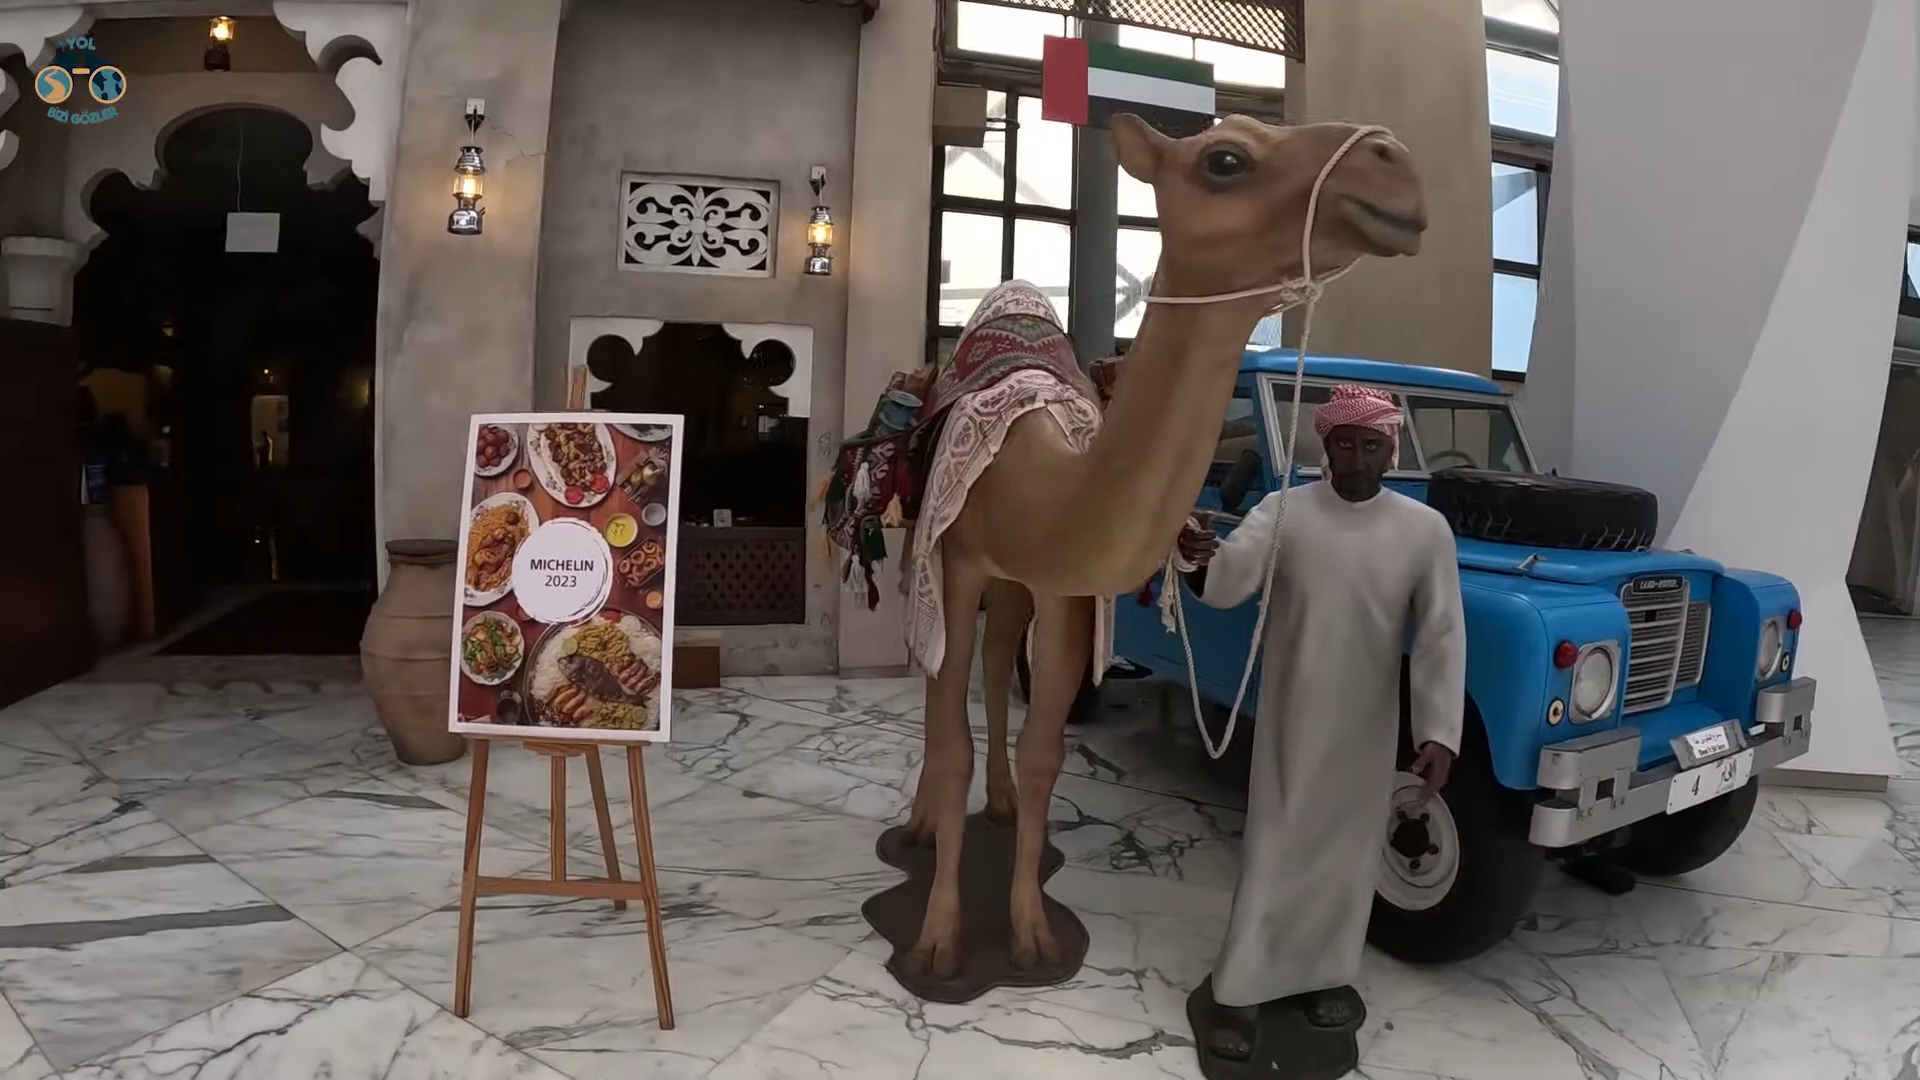 YOL
BİZİ GÖZLER
MICHELIN
2023
LAND-ROVER
4